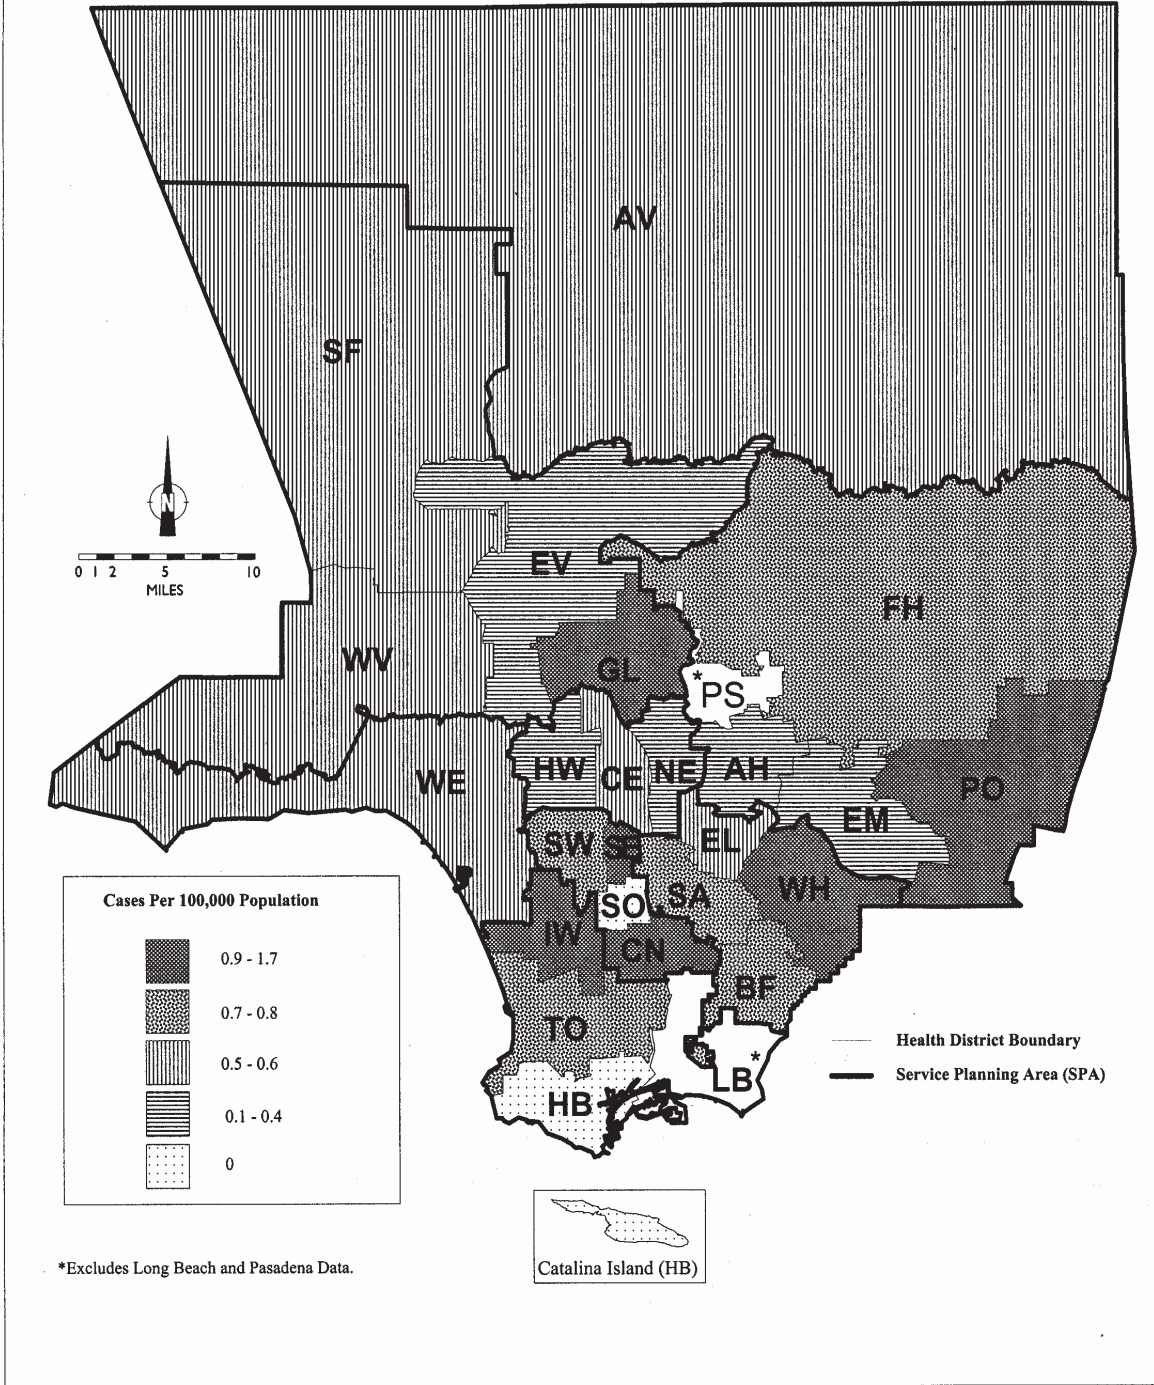 AV
SF
N
0 1 2 5 10
MILES
EV
FH
WV
GL
*PS
WE
HW
CE
NE
AH
PO
EM
SW
SE
EL
WH
SA
SO
IW
CN
BF
TO
*
LB
HB
Cases Per 100,000 Population
0.9 - 1.7
0.7 - 0.8
0.5 - 0.6
0.1 - 0.4
0
Health District Boundary
Service Planning Area (SPA)
*Excludes Long Beach and Pasadena Data.
Catalina Island (HB)